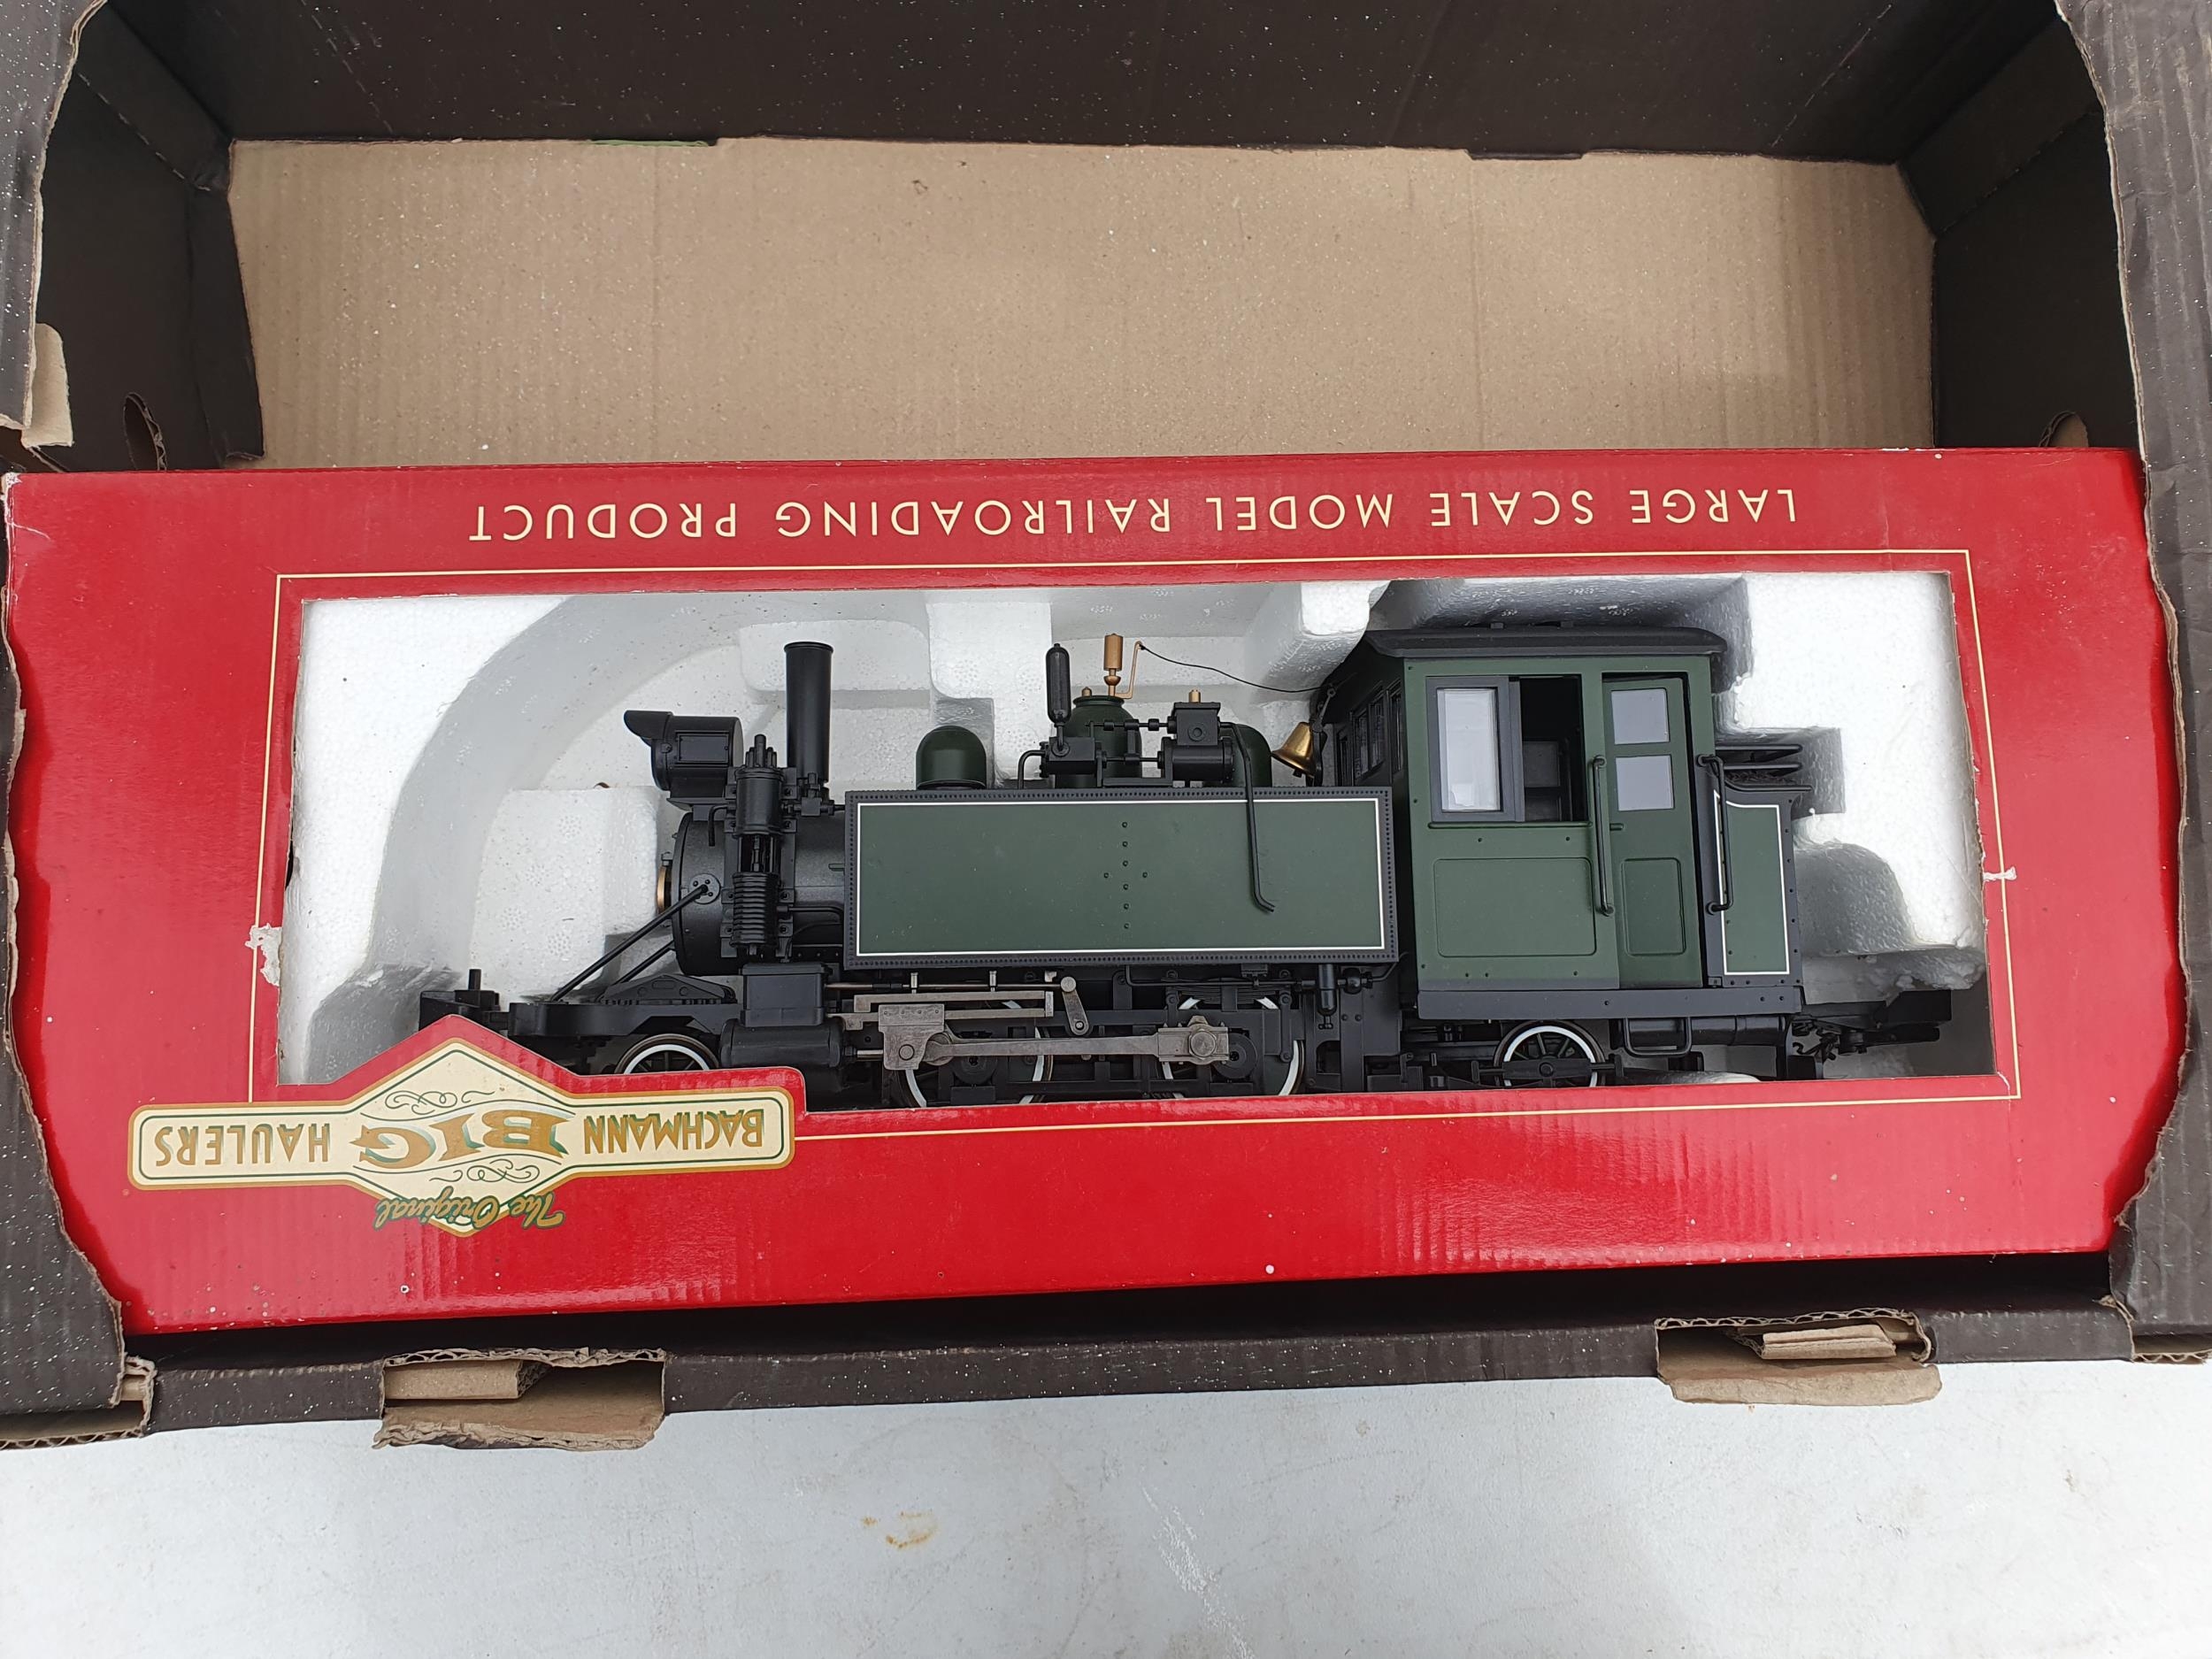 The Original
BACHMANN BIG HAULERS
LARGE SCALE MODEL RAILROADING PRODUCT